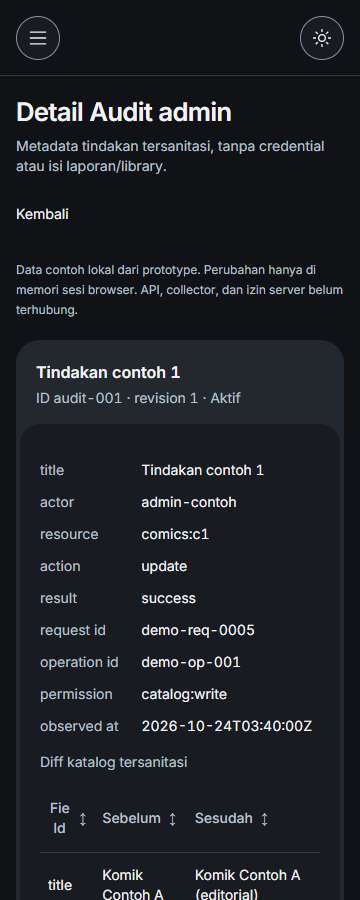 Detail Audit admin
Metadata tindakan tersanitasi, tanpa credential
atau isi laporan/library.
Kembali
Data contoh lokal dari prototype. Perubahan hanya di
memori sesi browser. API, collector, dan izin server belum
terhubung.
Tindakan contoh 1
ID audit-001 · revision 1 · Aktif
title Tindakan contoh 1
actor admin-contoh
resource comics:c1
action update
result success
request id demo-req-0005
operation id demo-op-001
permission catalog:write
observed at 2026-10-24T03:40:00Z
Diff katalog tersanitasi
Fie
ld Sebelum Sesudah
title Komik Komik Contoh A
Contoh A (editorial)